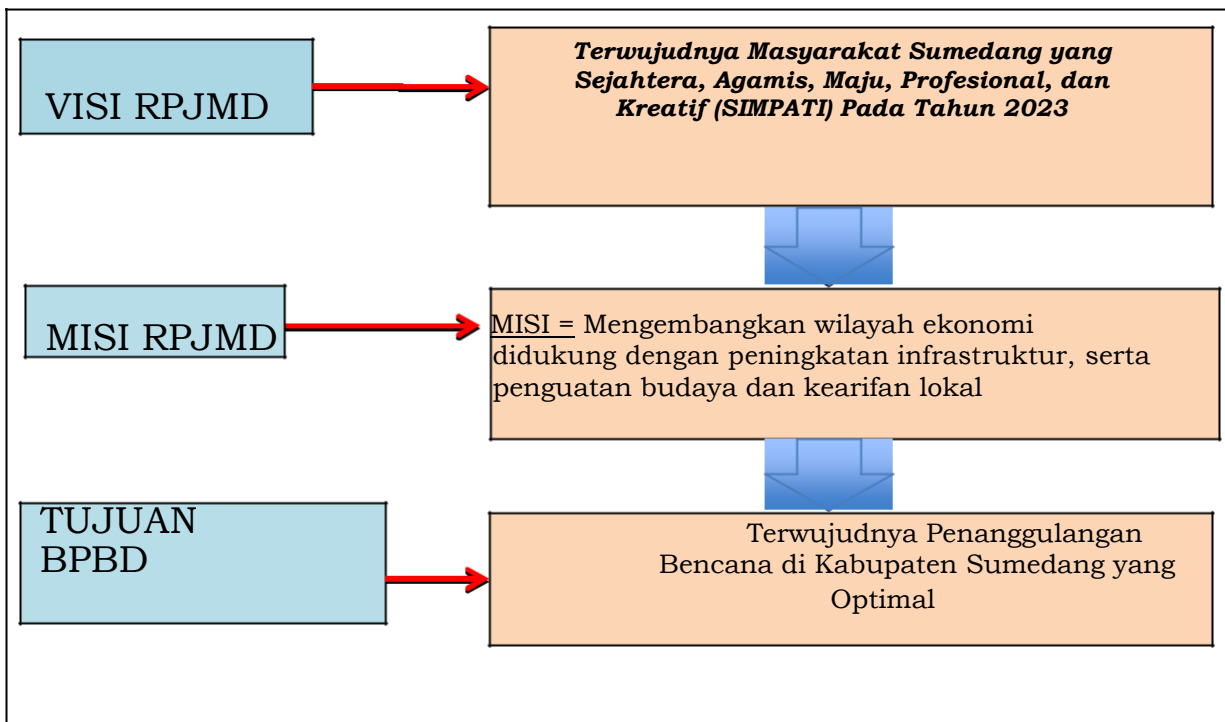 VISI RPJMD
Terwujudnya Masyarakat Sumedang yang
Sejahtera, Agamis, Maju, Profesional, dan
Kreatif (SIMPATI) Pada Tahun 2023
MISI RPJMD
MISI = Mengembangkan wilayah ekonomi
didukung dengan peningkatan infrastruktur, serta
penguatan budaya dan kearifan lokal
TUJUAN
BPBD
Terwujudnya Penanggulangan
Bencana di Kabupaten Sumedang yang
Optimal